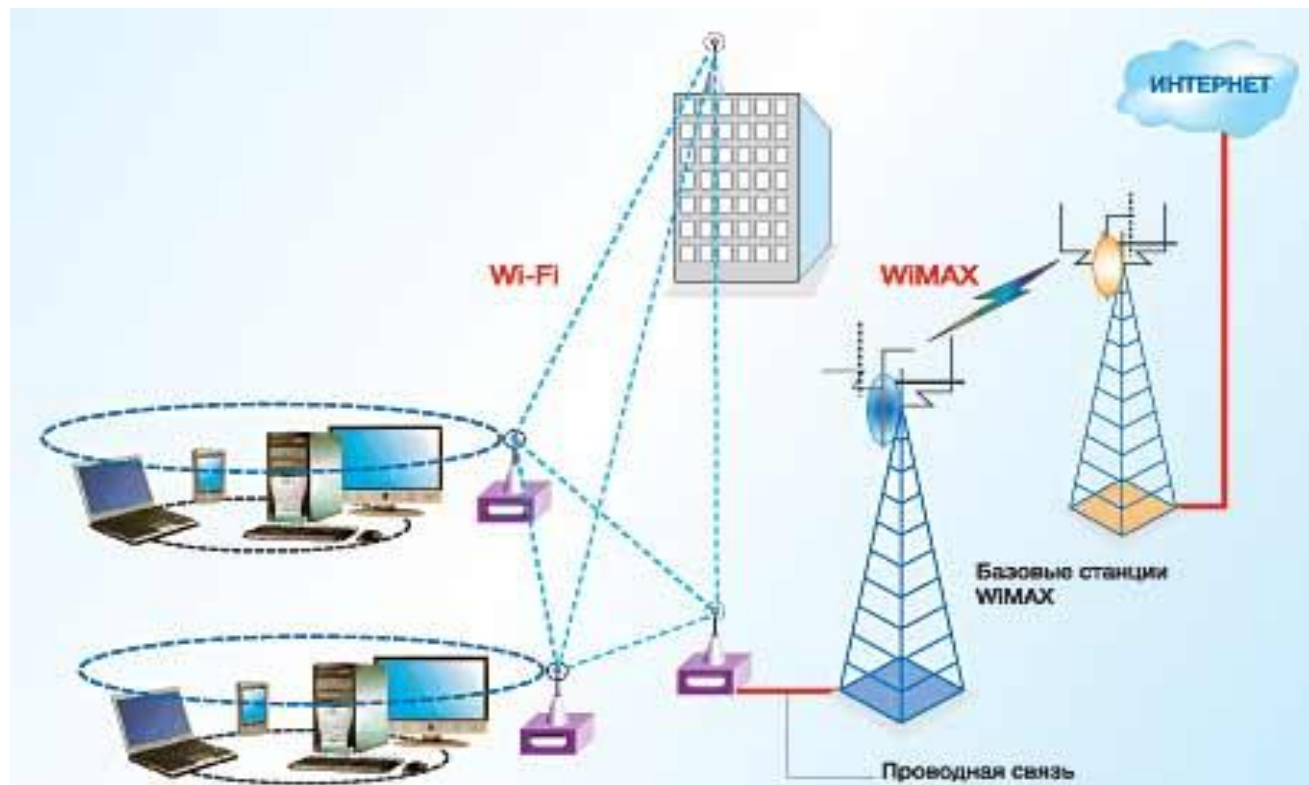 ИНТЕРНЕТ
Wi-Fi
WiMAX
Базовые станции
WiMAX
Проводная связь